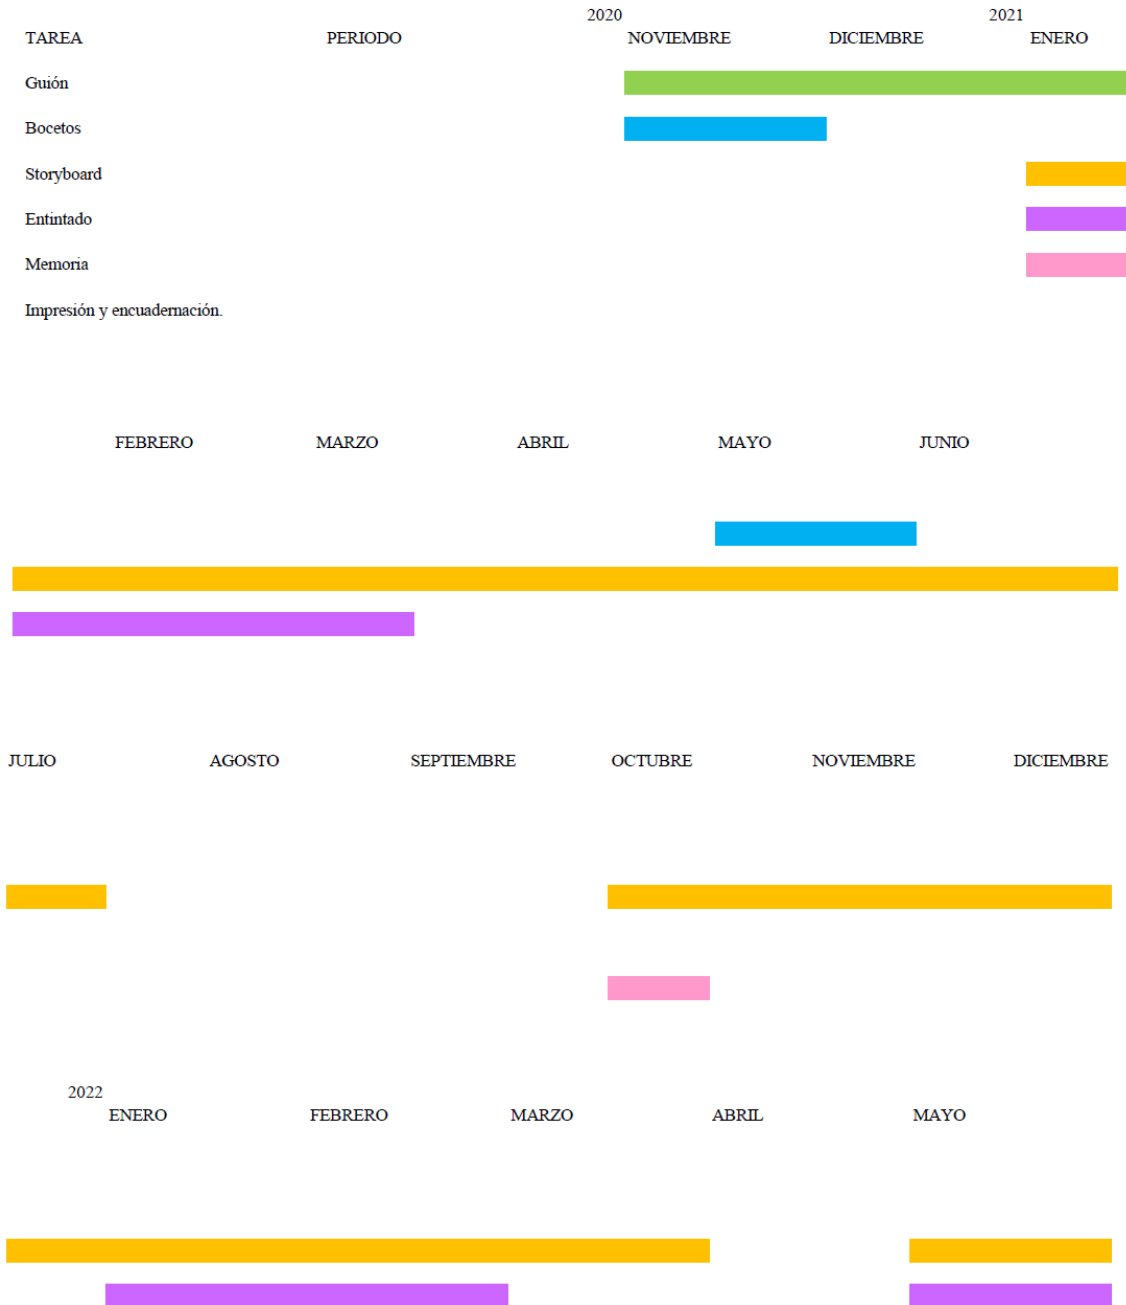 2020 2021
TAREA PERIODO NOVIEMBRE DICIEMBRE ENERO
Guión
Bocetos
Storyboard
Entintado
Memoria
Impresión y encuadernación.
FEBRERO MARZO ABRIL MAYO JUNIO
JULIO AGOSTO SEPTIEMBRE OCTUBRE NOVIEMBRE DICIEMBRE
2022
ENERO FEBRERO MARZO ABRIL MAYO